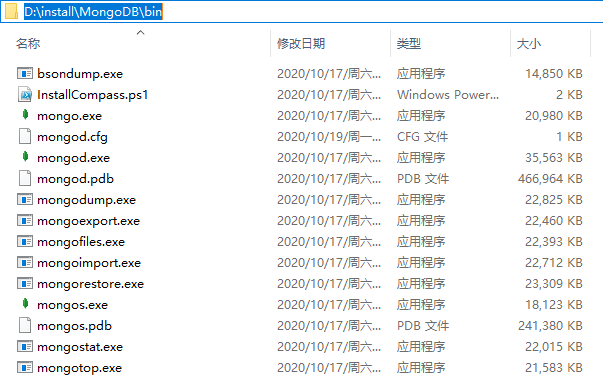 D:\install\MongoDB\bin
名称 修改日期 类型 大小
bsondump.exe 2020/10/17/周六... 应用程序 14,850 KB
InstallCompass.ps1 2020/10/17/周六... Windows Power... 2 KB
mongo.exe 2020/10/17/周六... 应用程序 20,980 KB
mongod.cfg 2020/10/19/周一... CFG 文件 1 KB
mongod.exe 2020/10/17/周六... 应用程序 35,563 KB
mongod.pdb 2020/10/17/周六... PDB 文件 466,964 KB
mongodump.exe 2020/10/17/周六... 应用程序 22,825 KB
mongoexport.exe 2020/10/17/周六... 应用程序 22,460 KB
mongofiles.exe 2020/10/17/周六... 应用程序 22,393 KB
mongoimport.exe 2020/10/17/周六... 应用程序 22,712 KB
mongorestore.exe 2020/10/17/周六... 应用程序 23,309 KB
mongos.exe 2020/10/17/周六... 应用程序 18,123 KB
mongos.pdb 2020/10/17/周六... PDB 文件 241,380 KB
mongostat.exe 2020/10/17/周六... 应用程序 22,015 KB
mongotop.exe 2020/10/17/周六... 应用程序 21,583 KB